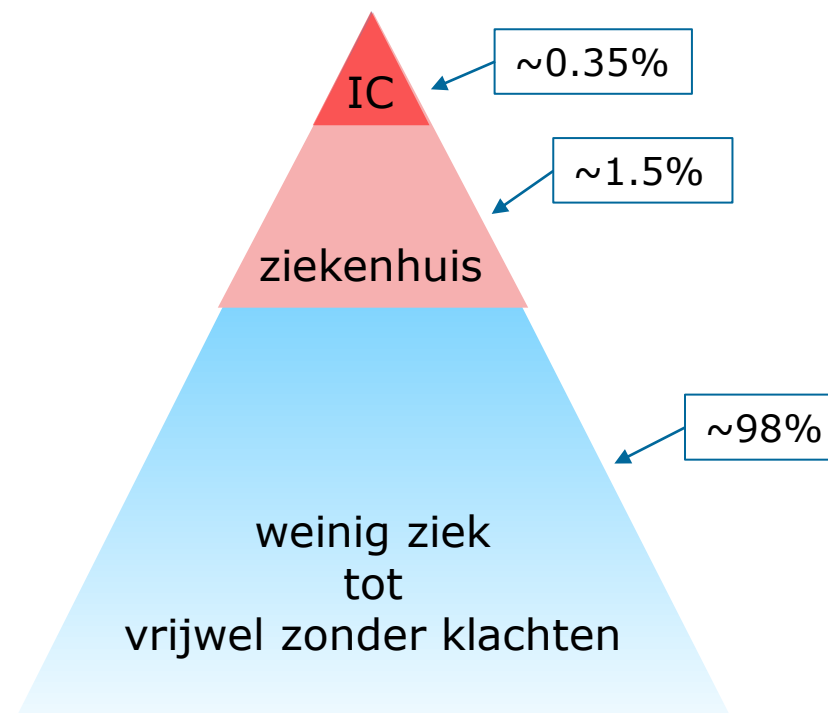 IC
~0.35%
~1.5%
ziekenhuis
~98%
weinig ziek
tot
vrijwel zonder klachten